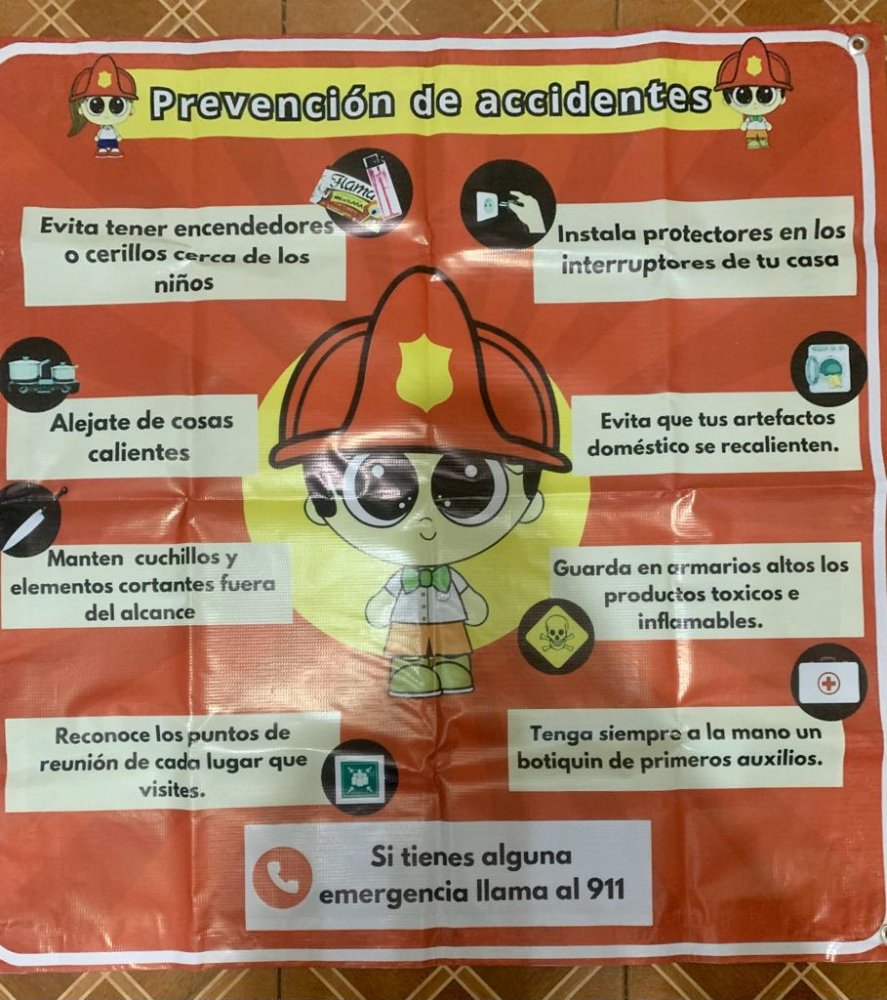 Prevención de accidentes
Flama
Evita tener encendedores
o cerillos cerca de los
niños
Instala protectores en los
interruptores de tu casa
Alejate de cosas
calientes
Evita que tus artefactos
doméstico se recalienten.
Manten cuchillos y
elementos cortantes fuera
del alcance
Guarda en armarios altos los
productos toxicos e
inflamables.
Reconoce los puntos de
reunión de cada lugar que
visites.
Tenga siempre a la mano un
botiquin de primeros auxilios.
Si tienes alguna
emergencia llama al 911